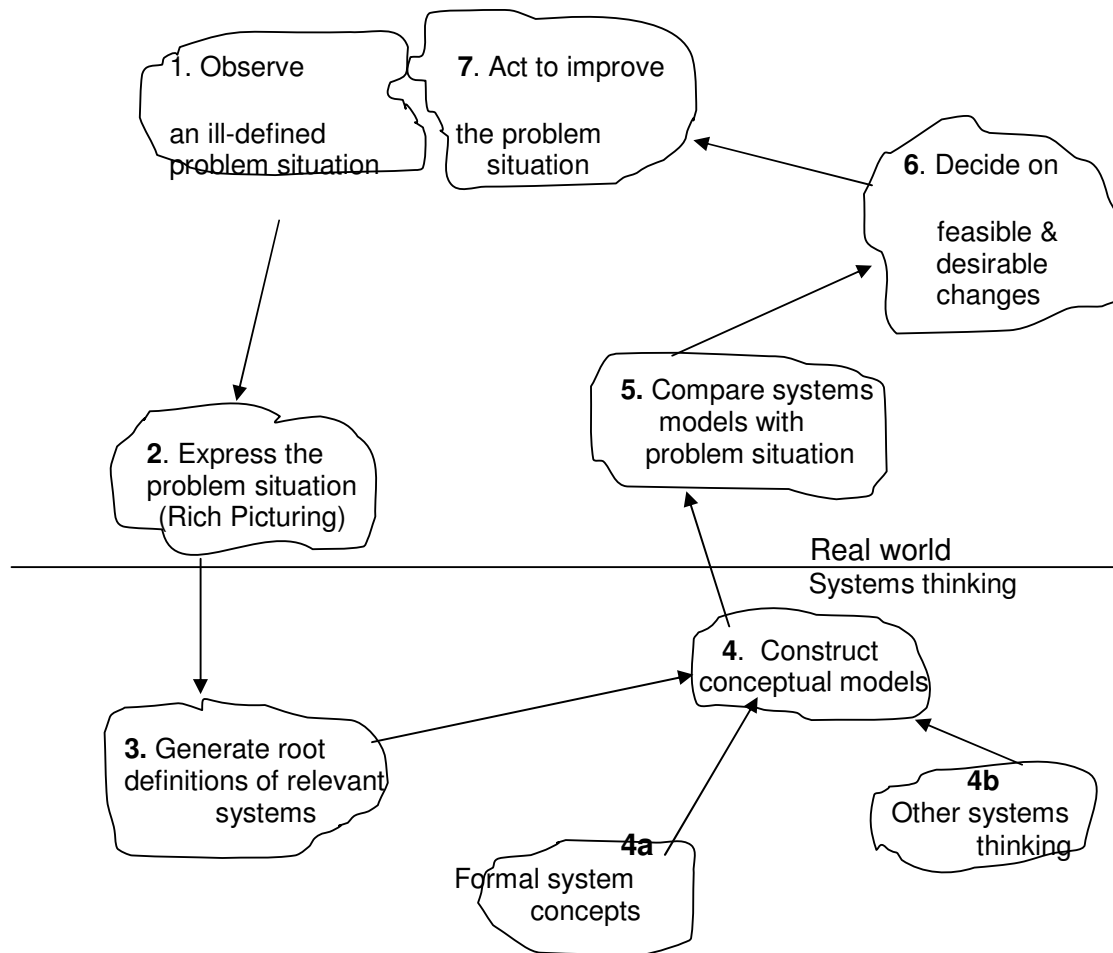 1. Observe
an ill-defined
problem situation
7. Act to improve
the problem
situation
6. Decide on
feasible &
desirable
changes
5. Compare systems
models with
problem situation
2. Express the
problem situation
(Rich Picturing)
Real world
Systems thinking
4. Construct
conceptual models
3. Generate root
definitions of relevant
systems
4a
Formal system
concepts
4b
Other systems
thinking